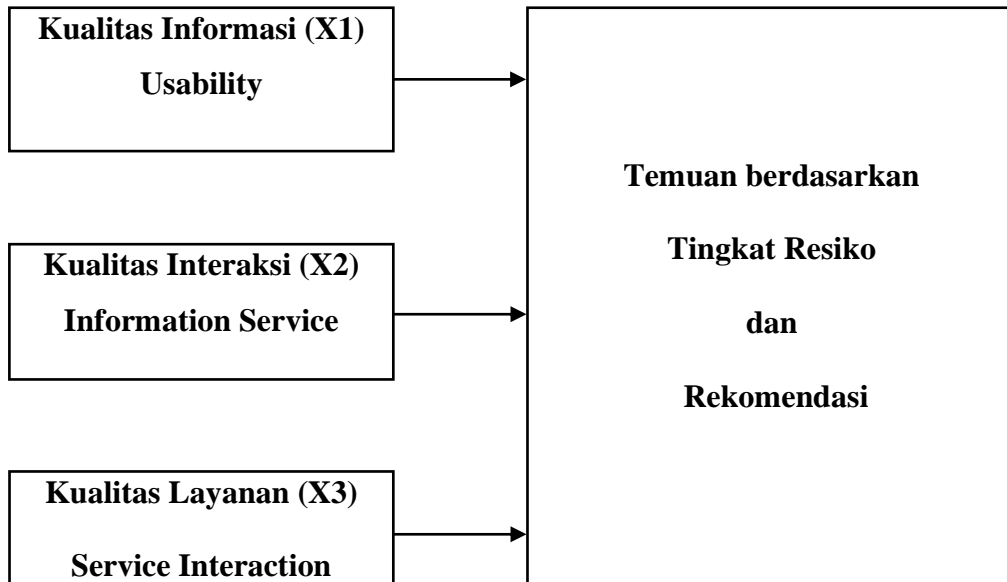 Kualitas Informasi (X1)
Usability
Kualitas Interaksi (X2)
Information Service
Kualitas Layanan (X3)
Service Interaction
Temuan berdasarkan
Tingkat Resiko
dan
Rekomendasi